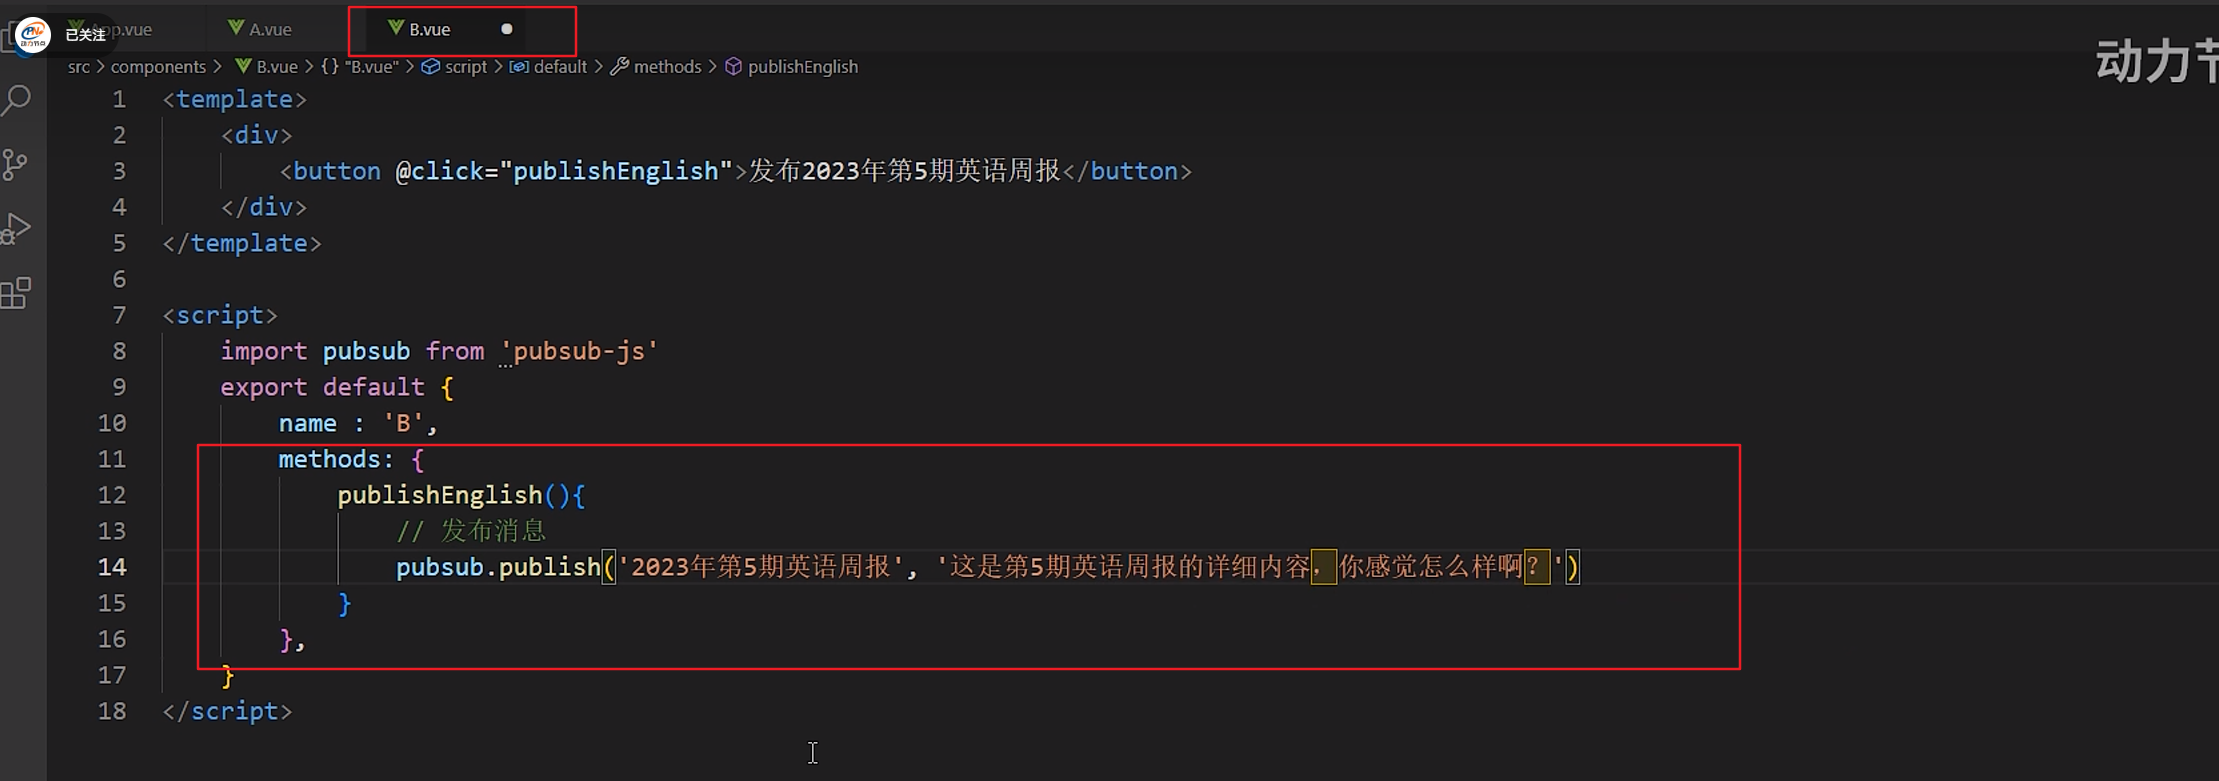 App.vue A.vue B.vue
已关注
动力节点
src > components > B.vue > {} "B.vue" > script > default > methods > publishEnglish
动力节
1 <template>
2 <div>
3 <button @click="publishEnglish">发布2023年第5期英语周报</button>
4 </div>
5 </template>
6
7 <script>
8 import pubsub from 'pubsub-js'
9 export default {
10 name : 'B',
11 methods: {
12 publishEnglish(){
13 // 发布消息
14 pubsub.publish('2023年第5期英语周报', '这是第5期英语周报的详细内容，你感觉怎么样啊？')
15 }
16 },
17 }
18 </script>